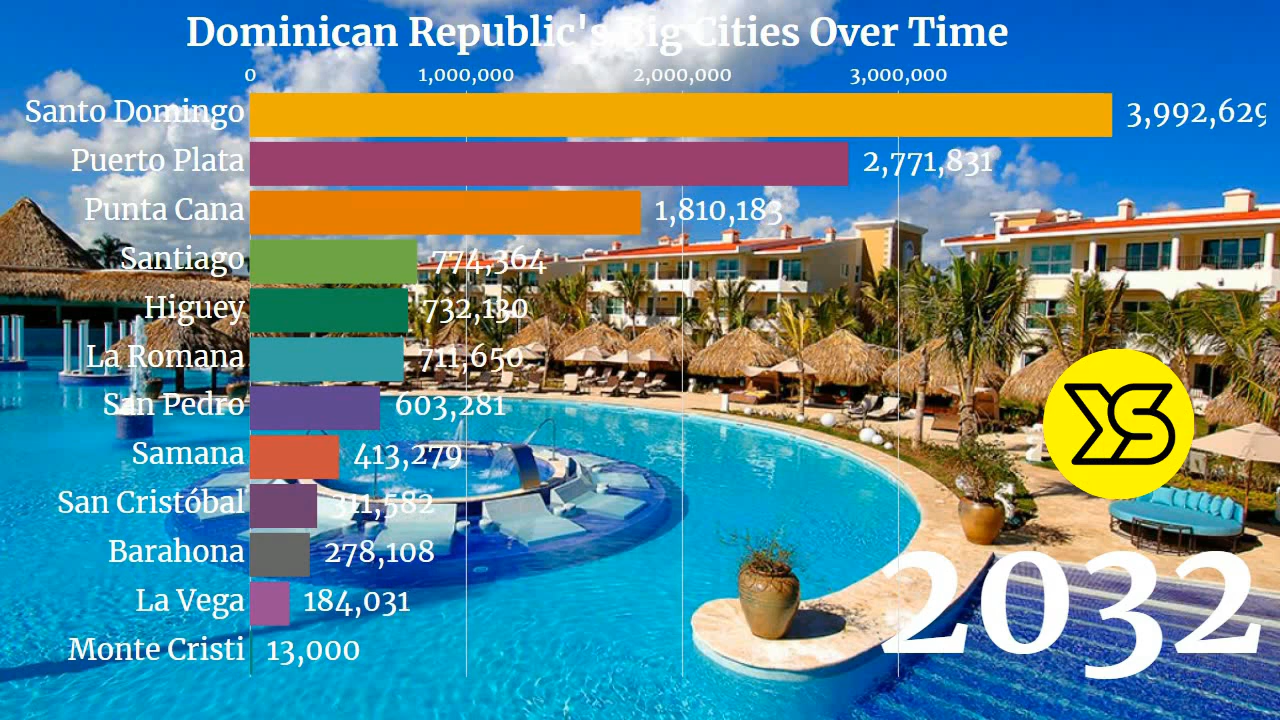 Dominican Republic's Big Cities Over Time
0 1,000,000 2,000,000 3,000,000
Santo Domingo 3,992,629
Puerto Plata 2,771,831
Punta Cana 1,810,183
Santiago 774,364
Higuey 732,130
La Romana 711,650
San Pedro 603,281
Samana 413,279
San Cristóbal 311,582
Barahona 278,108
La Vega 184,031
Monte Cristi 13,000
XS
2032